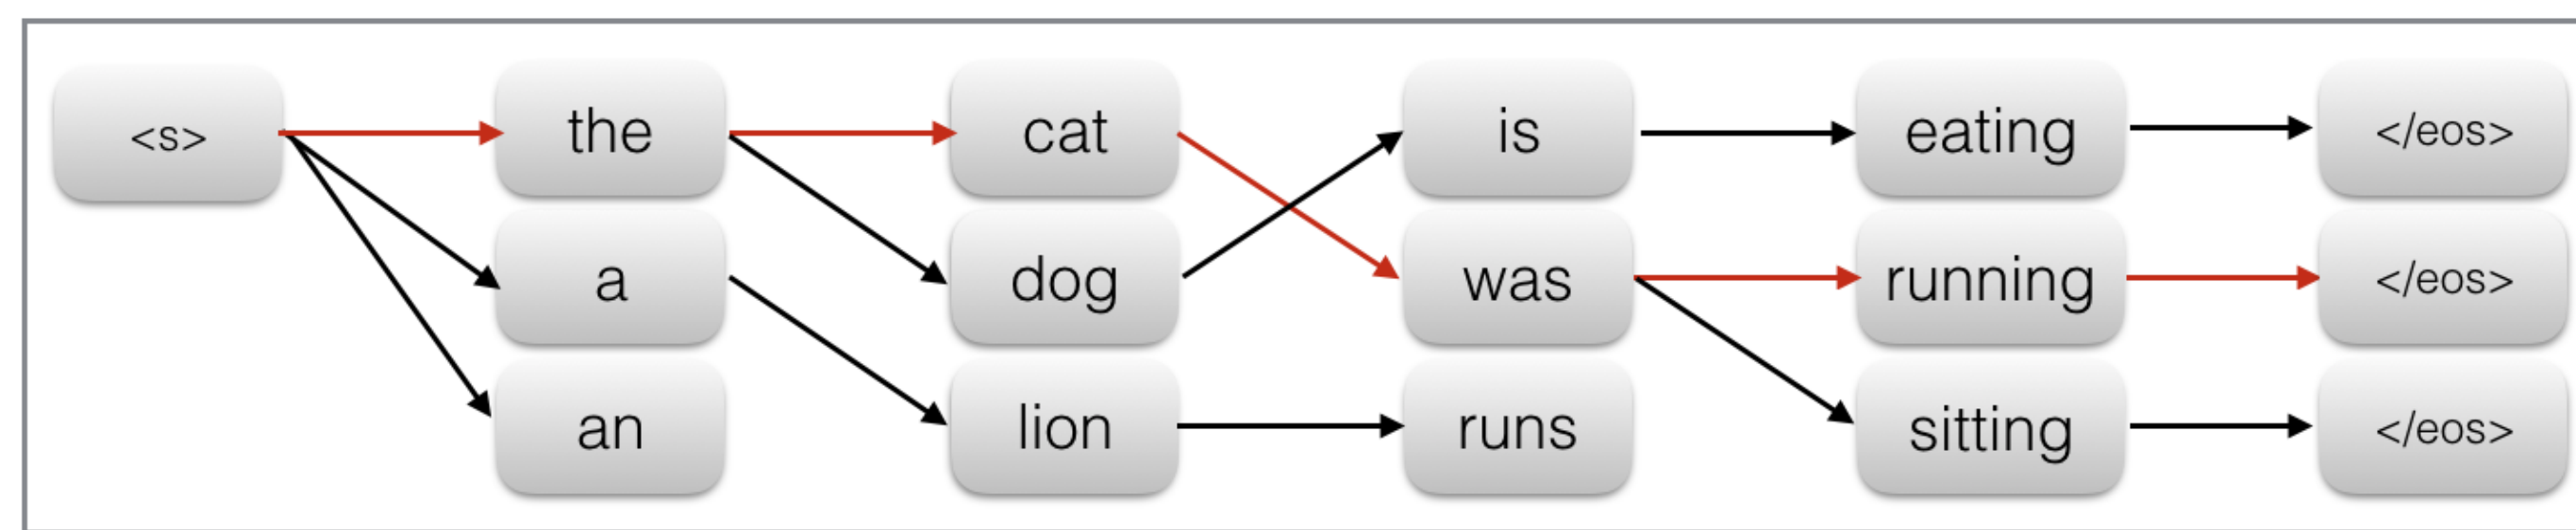 <s> the cat is eating </eos>
a dog was running </eos>
an lion runs sitting </eos>